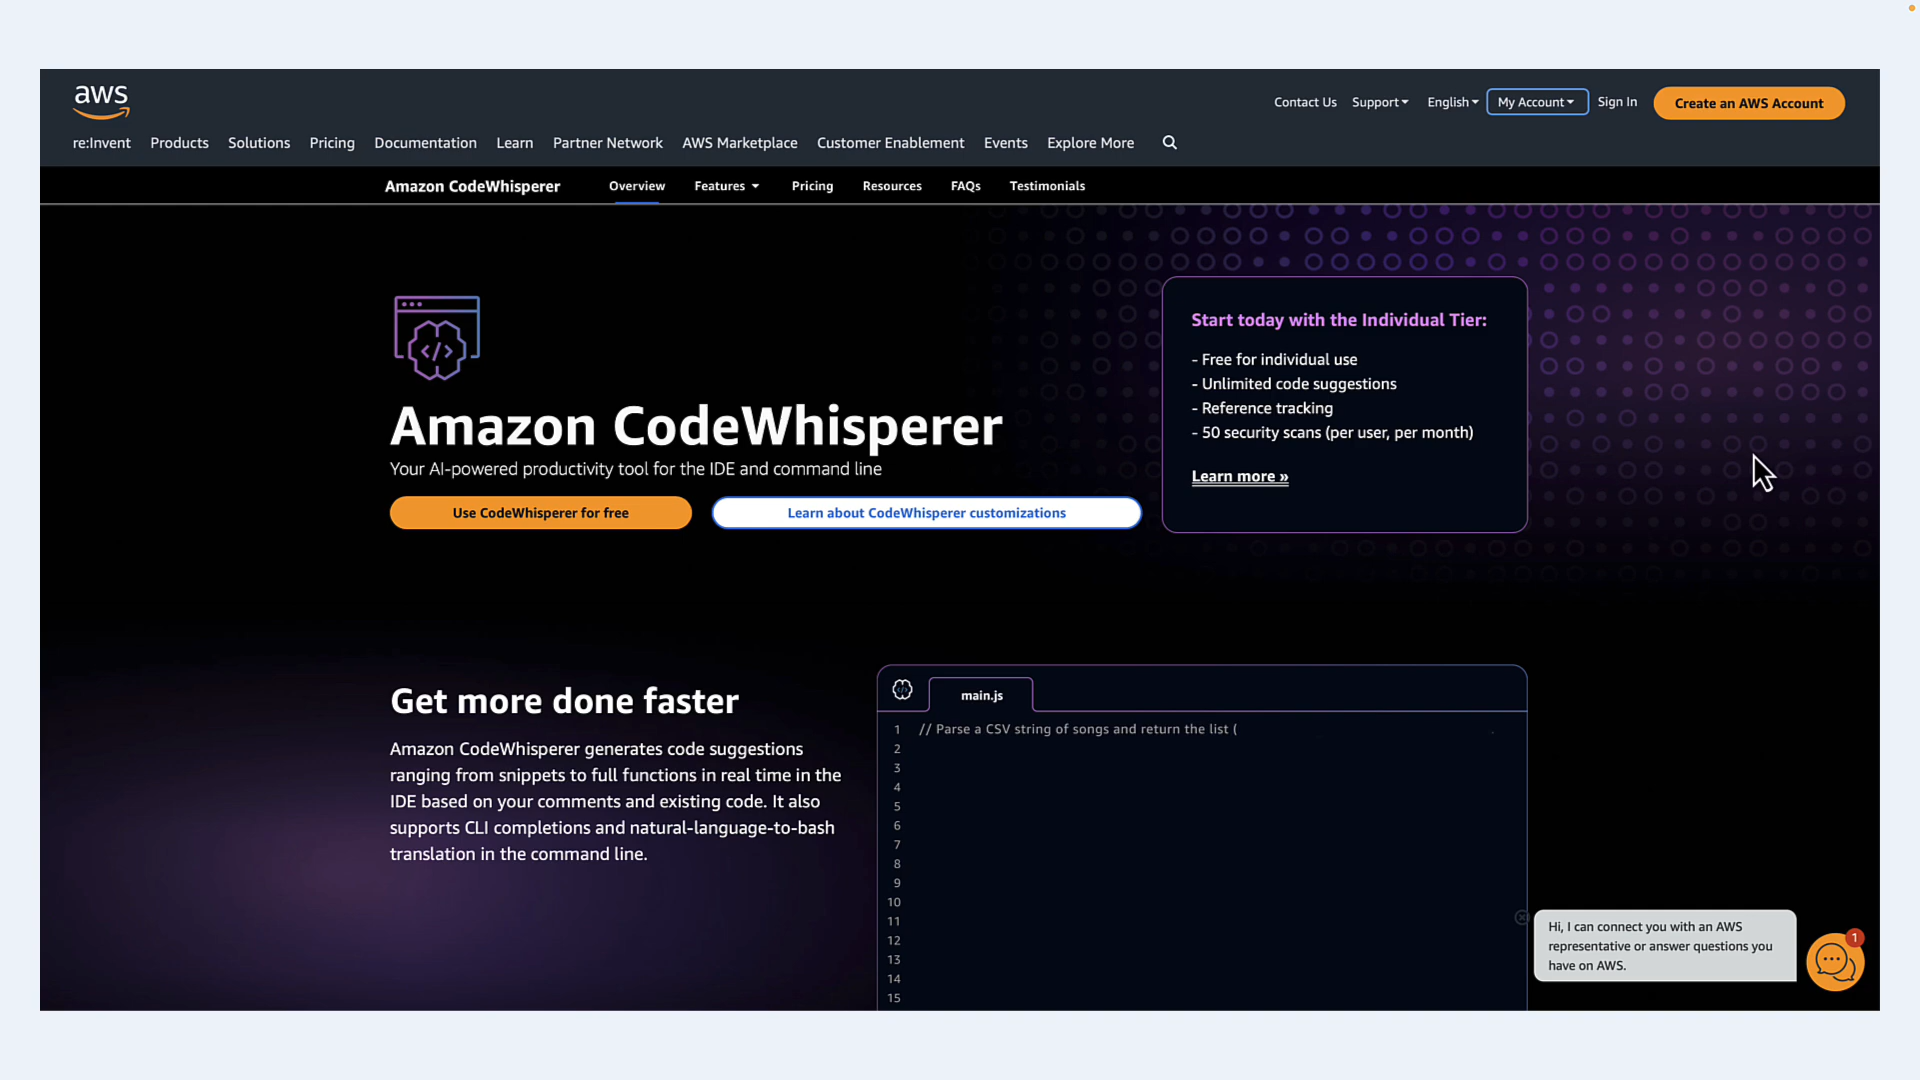 aws
Contact Us Support English My Account Sign In Create an AWS Account
re:Invent Products Solutions Pricing Documentation Learn Partner Network AWS Marketplace Customer Enablement Events Explore More
Amazon CodeWhisperer Overview Features Pricing Resources FAQs Testimonials
</>
Amazon CodeWhisperer
Your AI-powered productivity tool for the IDE and command line
Use CodeWhisperer for free Learn about CodeWhisperer customizations
Start today with the Individual Tier:
- Free for individual use
- Unlimited code suggestions
- Reference tracking
- 50 security scans (per user, per month)
Learn more »
Get more done faster
Amazon CodeWhisperer generates code suggestions
ranging from snippets to full functions in real time in the
IDE based on your comments and existing code. It also
supports CLI completions and natural-language-to-bash
translation in the command line.
main.js
1 // Parse a CSV string of songs and return the list (
2
3
4
5
6
7
8
9
10
11
12
13
14
15
Hi, I can connect you with an AWS
representative or answer questions you
have on AWS.
1